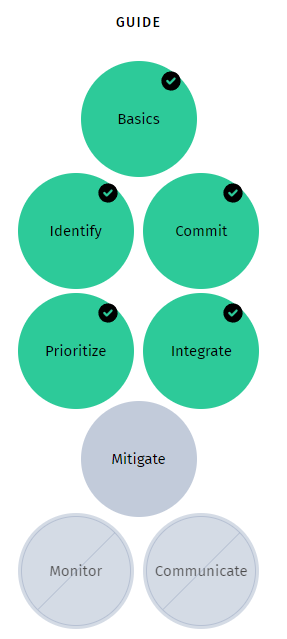 GUIDE
Basics
Identify
Commit
Prioritize
Integrate
Mitigate
Monitor
Communicate